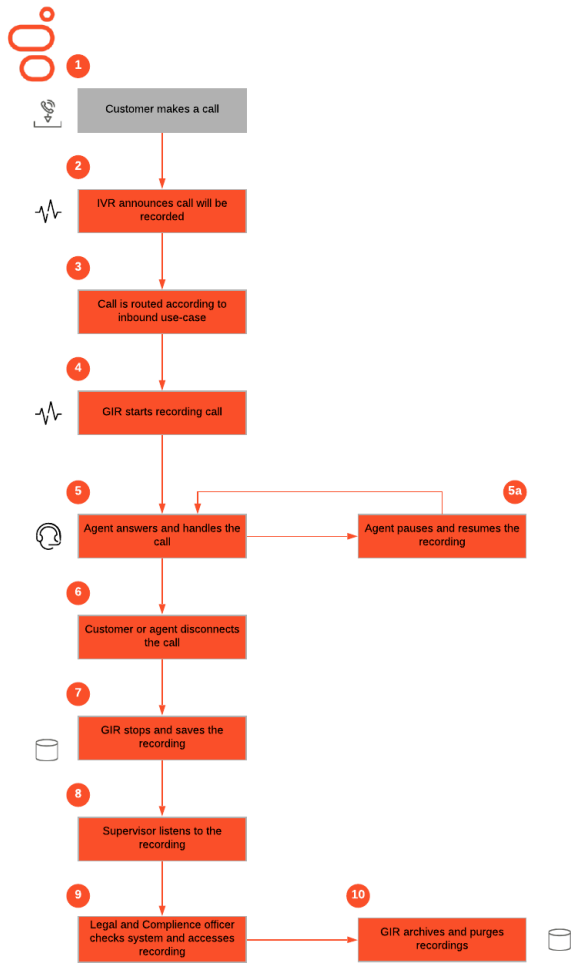 1
Customer makes a call
2
IVR announces call will be
recorded
3
Call is routed according to
inbound use-case
4
GIR starts recording call
5
Agent answers and handles the
call
5a
Agent pauses and resumes the
recording
6
Customer or agent disconnects
the call
7
GIR stops and saves the
recording
8
Supervisor listens to the
recording
9
Legal and Complience officer
checks system and accesses
recording
10
GIR archives and purges
recordings